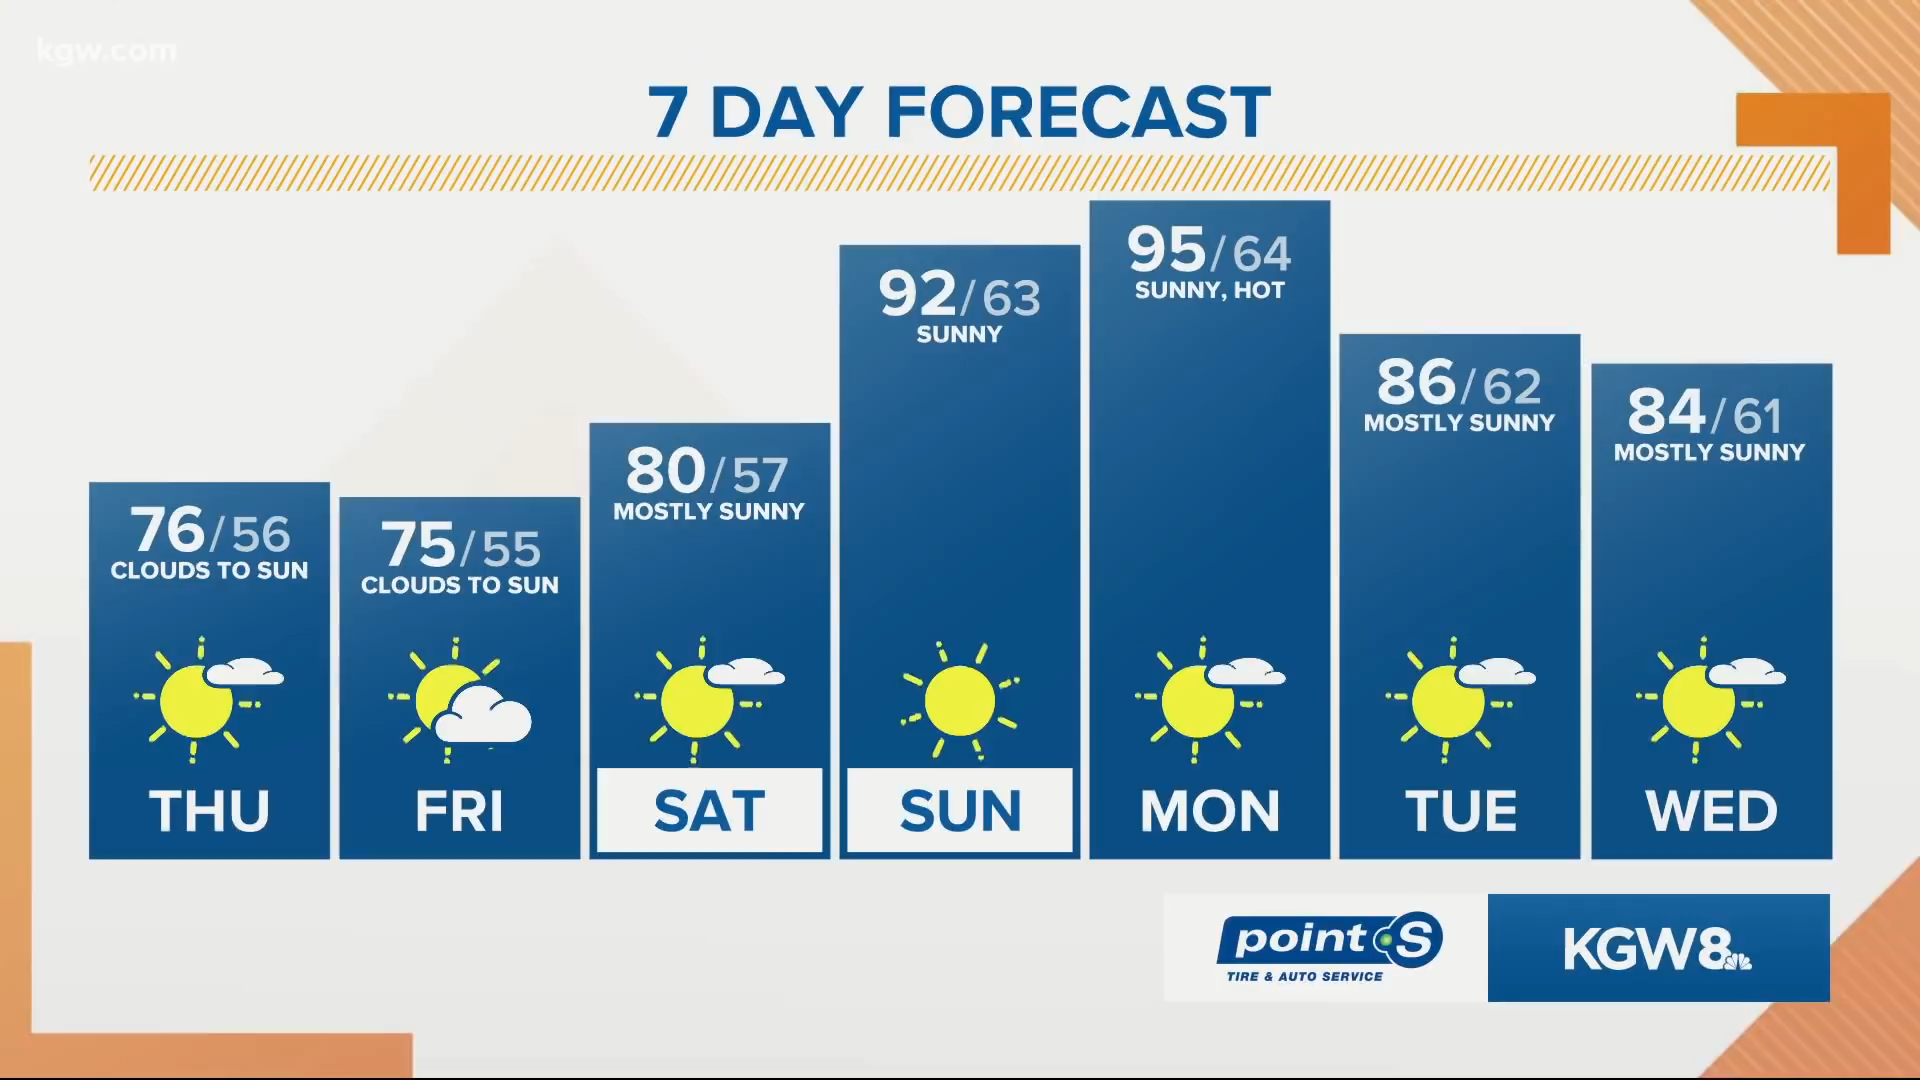 kgw.com
7 DAY FORECAST
76/56
CLOUDS TO SUN
THU
75/55
CLOUDS TO SUN
FRI
80/57
MOSTLY SUNNY
SAT
92/63
SUNNY
SUN
95/64
SUNNY, HOT
MON
86/62
MOSTLY SUNNY
TUE
84/61
MOSTLY SUNNY
WED
point S
TIRE & AUTO SERVICE
KGW8